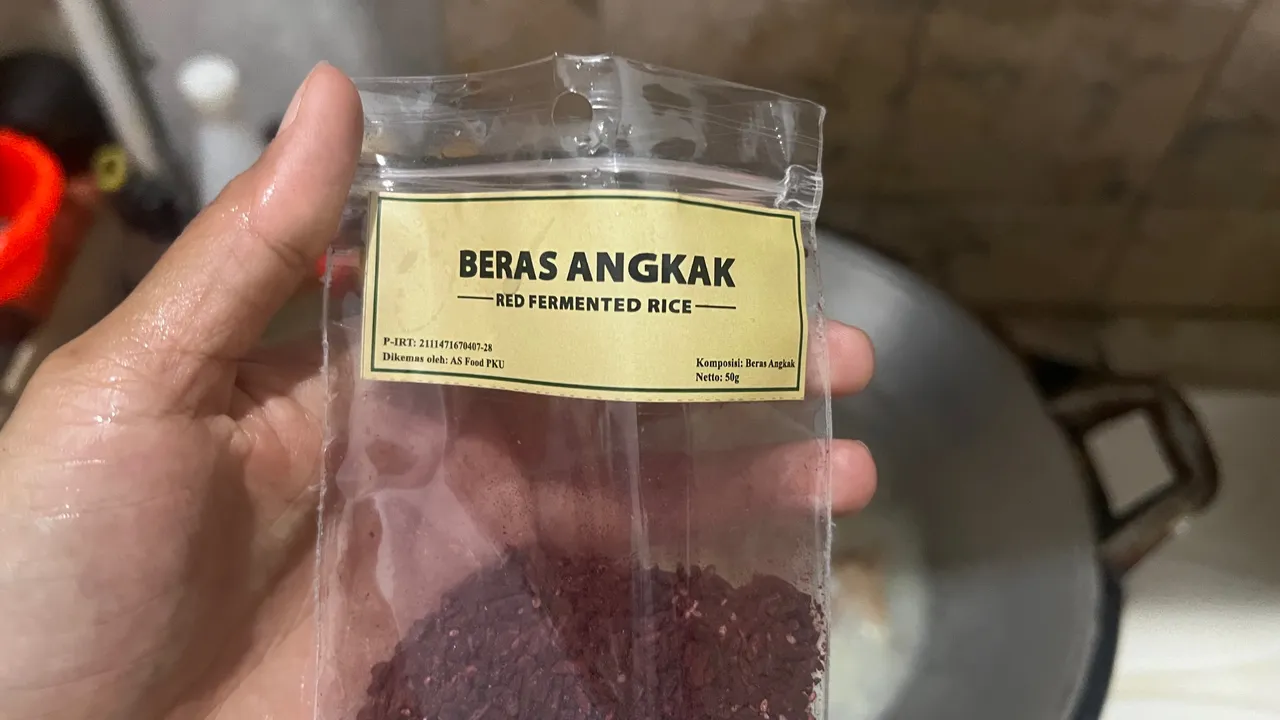 BERAS ANGKAK
RED FERMENTED RICE
P-IRT: 2111471670407-28
Dikemas oleh: AS Food PKU
Komposisi: Beras Angkak
Netto: 50g